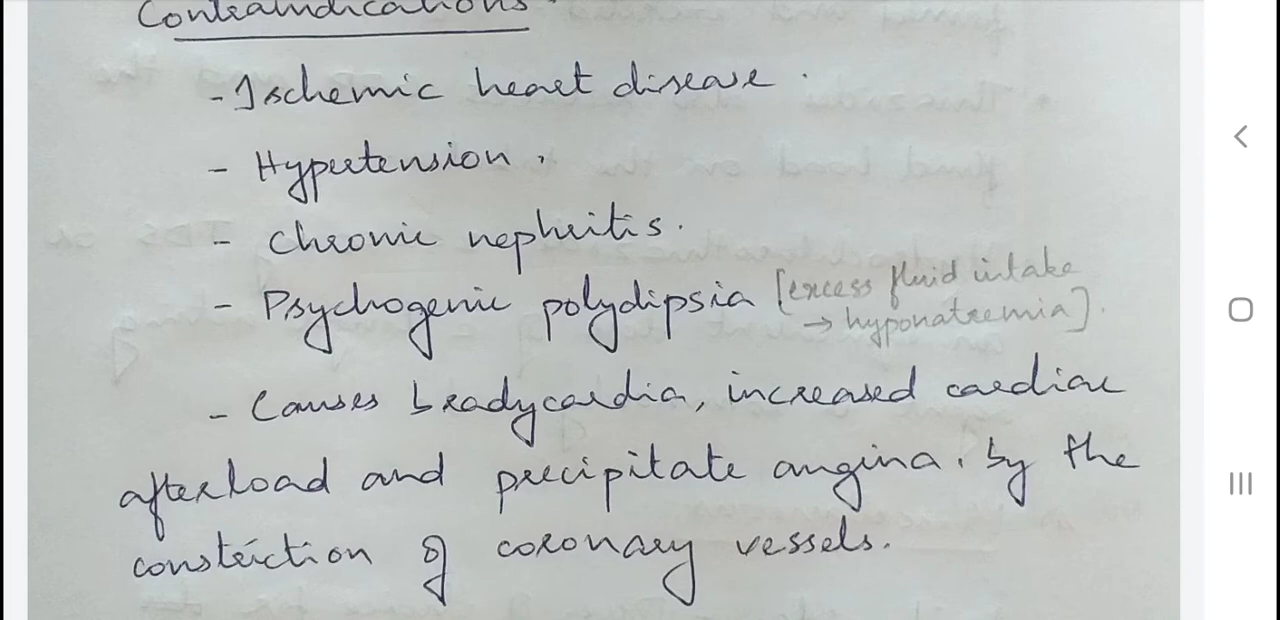 Contraindications.
- Ischemic heart disease.
- Hypertension.
- Chronic nephritis.
- Psychogenic polydipsia [excess fluid intake
→ hyponatremia].
- Causes bradycardia, increased cardiac
afterload and precipitate angina. by the
constriction of coronary vessels.